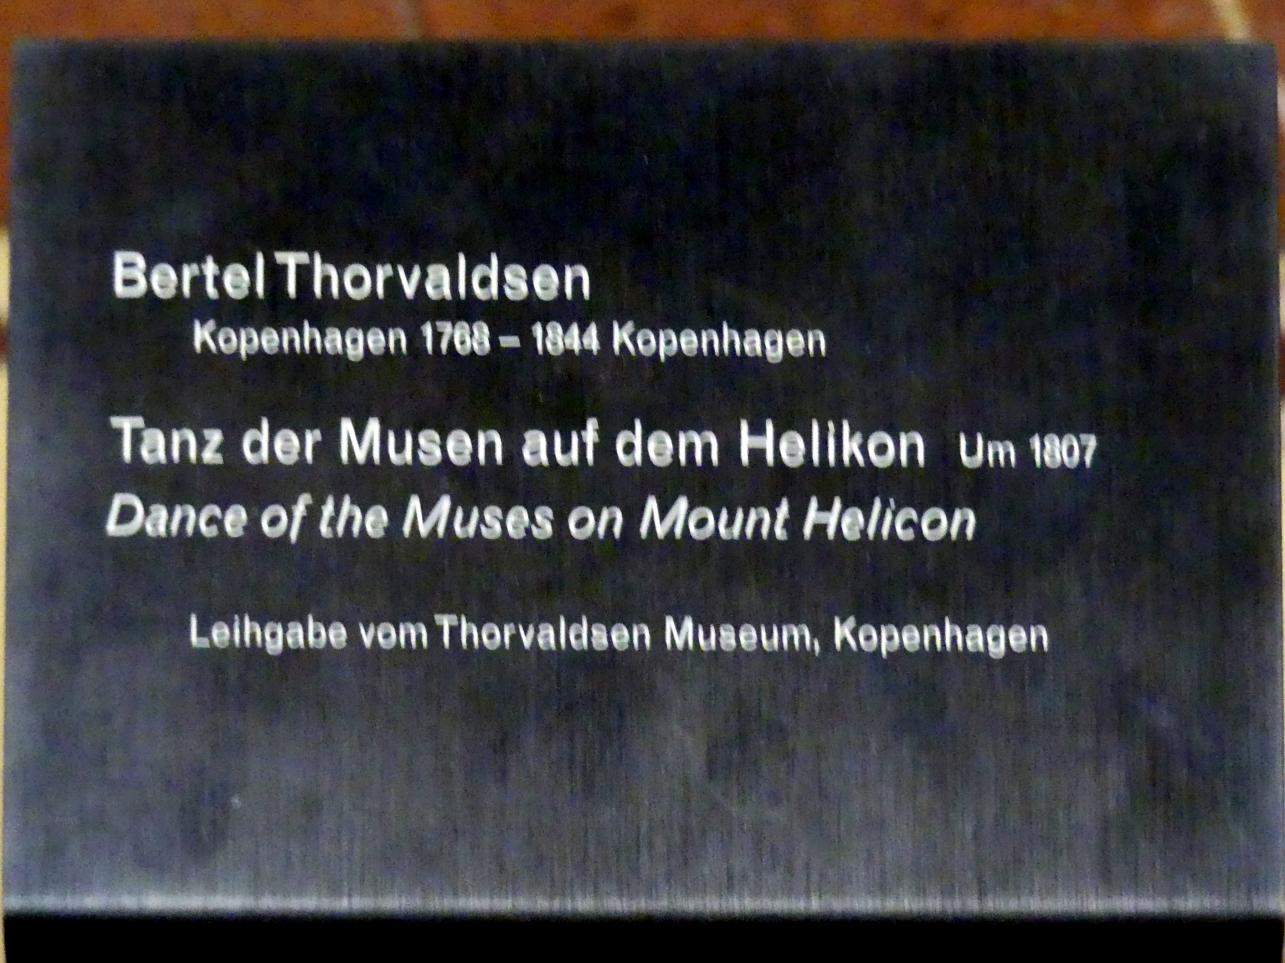 Bertel Thorvaldsen
Kopenhagen 1768 – 1844 Kopenhagen
Tanz der Musen auf dem Helikon Um 1807
Dance of the Muses on Mount Helicon
Leihgabe vom Thorvaldsen Museum, Kopenhagen